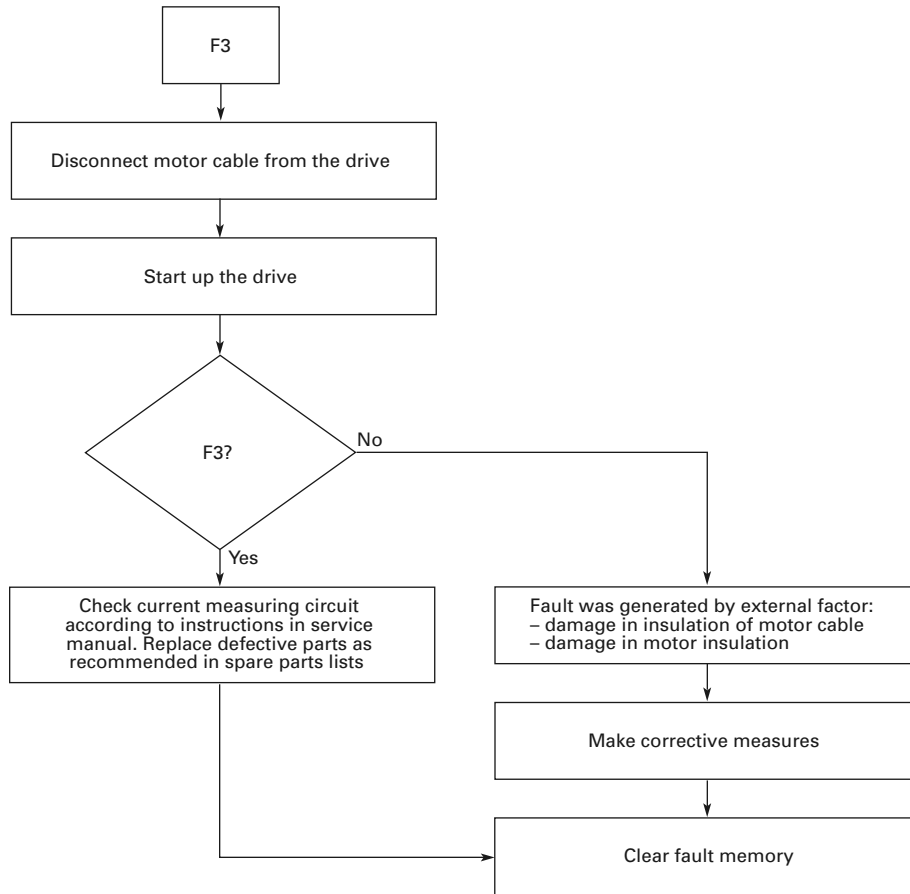 F3
Disconnect motor cable from the drive
Start up the drive
F3?
No
Yes
Check current measuring circuit
according to instructions in service
manual. Replace defective parts as
recommended in spare parts lists
Fault was generated by external factor:
– damage in insulation of motor cable
– damage in motor insulation
Make corrective measures
Clear fault memory